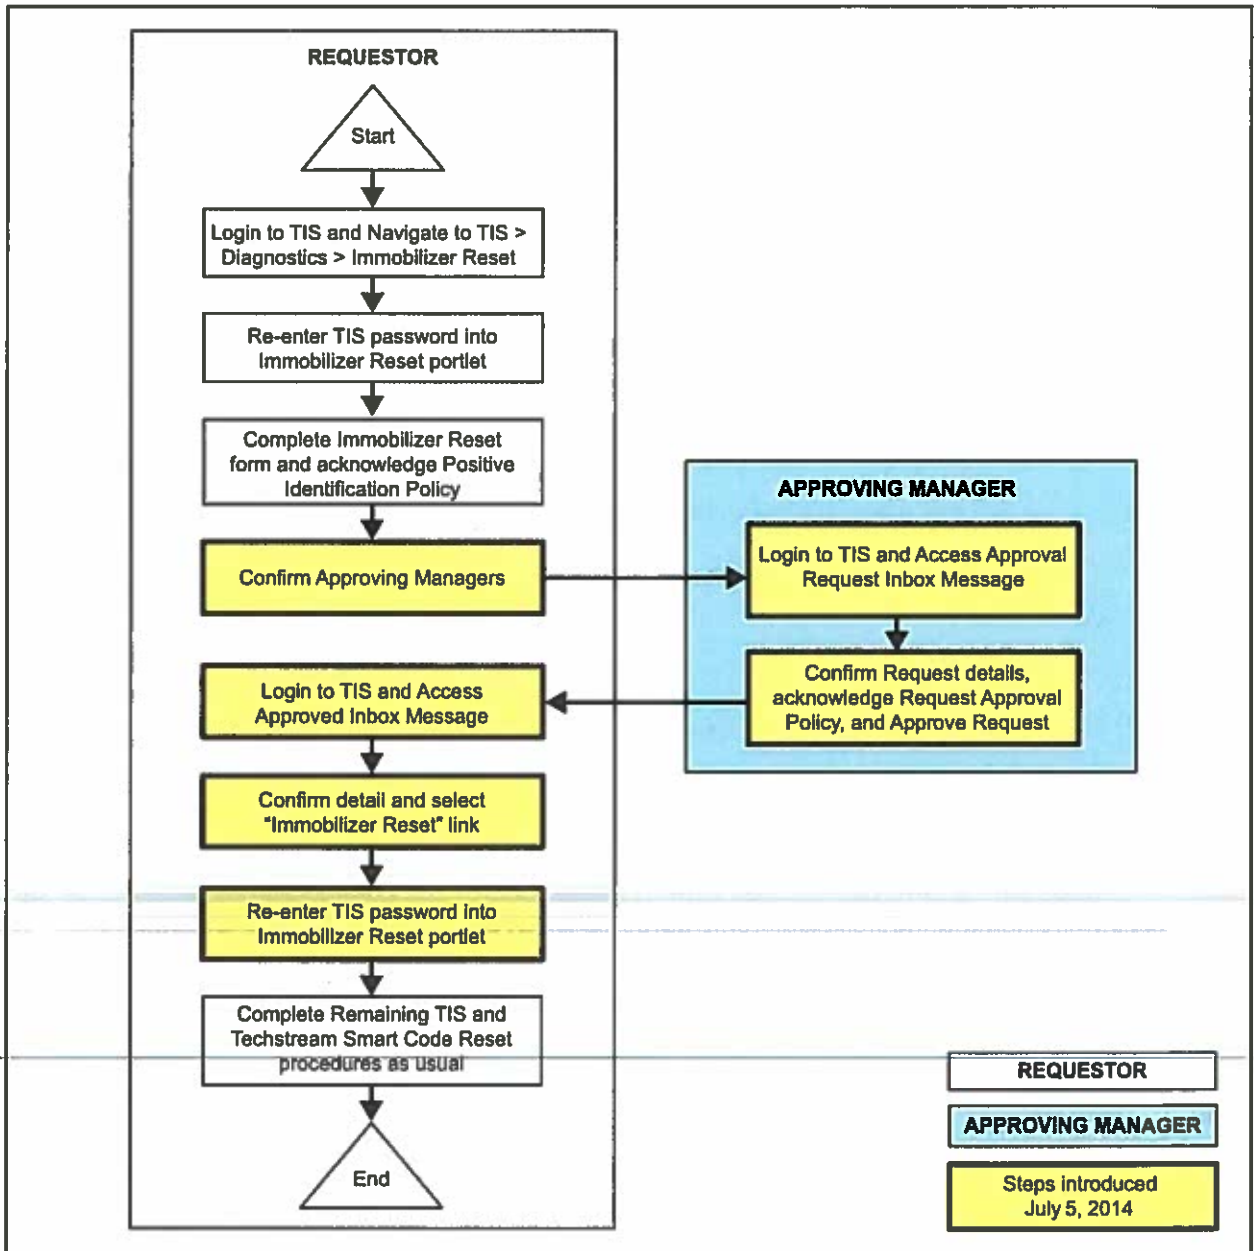 REQUESTOR
Start
Login to TIS and Navigate to TIS >
Diagnostics > Immobilizer Reset
Re-enter TIS password into
Immobilizer Reset portlet
Complete Immobilizer Reset
form and acknowledge Positive
Identification Policy
Confirm Approving Managers
APPROVING MANAGER
Login to TIS and Access Approval
Request Inbox Message
Confirm Request details,
acknowledge Request Approval
Policy, and Approve Request
Login to TIS and Access
Approved Inbox Message
Confirm detail and select
"Immobilizer Reset" link
Re-enter TIS password into
Immobilizer Reset portlet
Complete Remaining TIS and
Techstream Smart Code Reset
procedures as usual
End
REQUESTOR
APPROVING MANAGER
Steps introduced
July 5, 2014